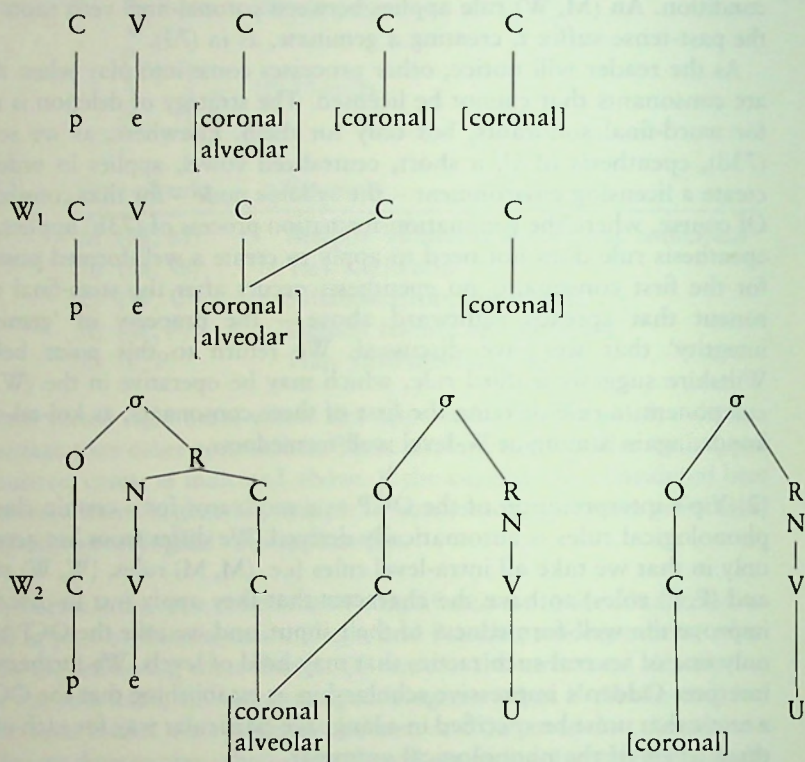 C V C C C
p e [coronal [coronal] [coronal]
alveolar]
W₁ C V C C C
p e [coronal [coronal]
alveolar]
σ σ σ
O R O R O R
N C N N
W₂ C V C C V C V
p e U U
[coronal [coronal]
alveolar]